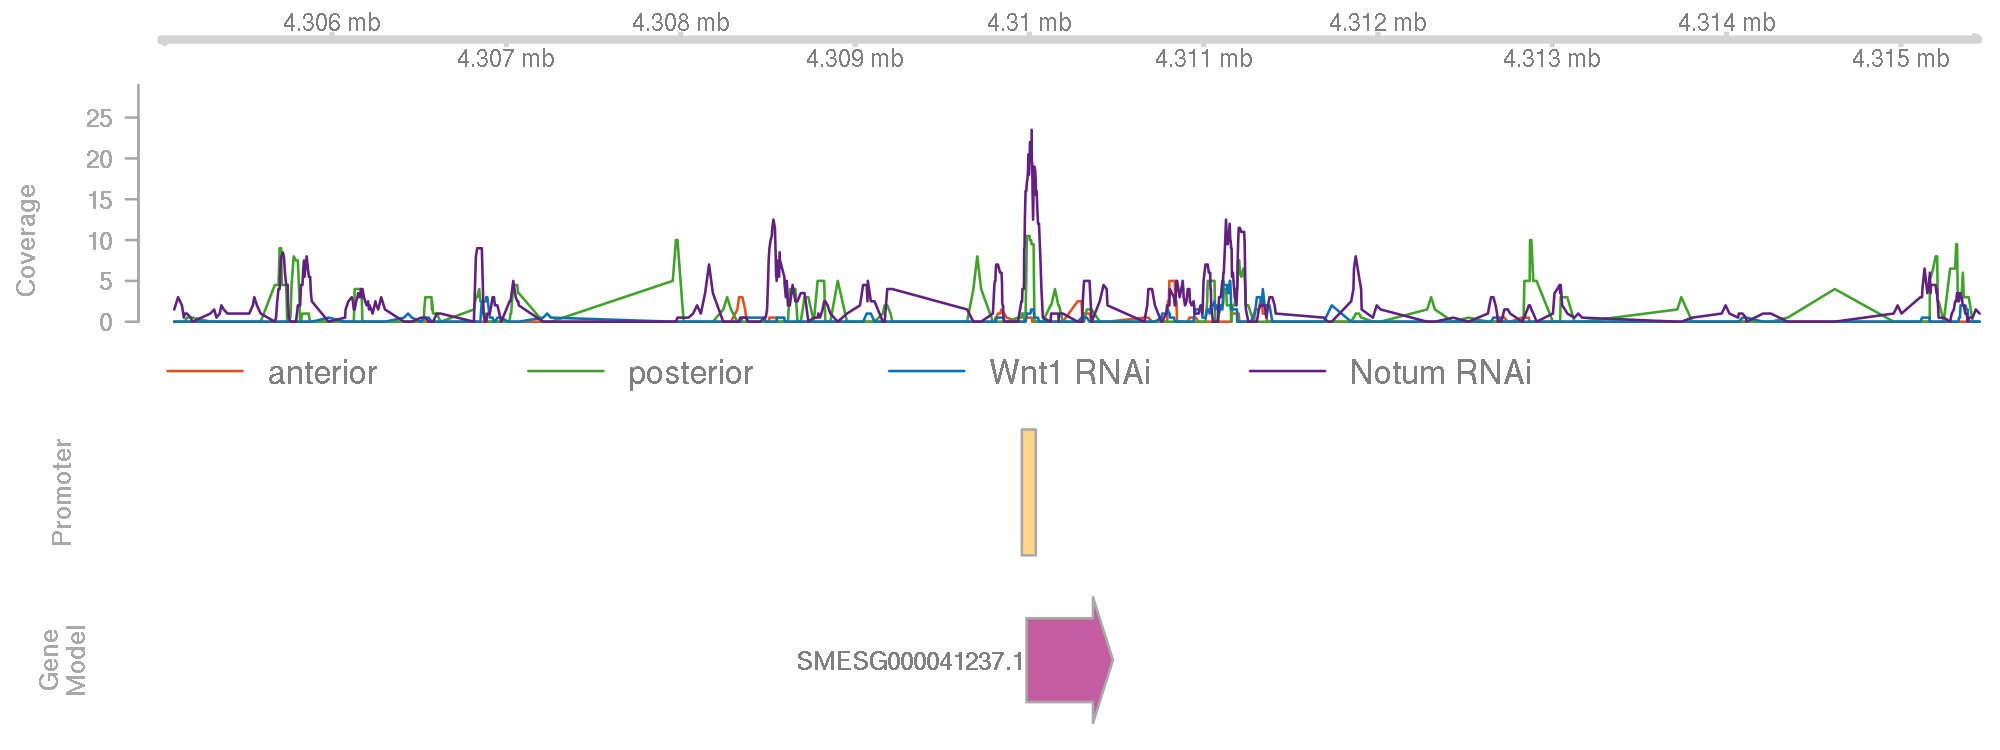 4.306 mb 4.308 mb 4.31 mb 4.312 mb 4.314 mb
4.307 mb 4.309 mb 4.311 mb 4.313 mb 4.315 mb
Coverage
25
20
15
10
5
0
anterior posterior Wnt1 RNAi Notum RNAi
Promoter
Gene
Model
SMESG000041237.1